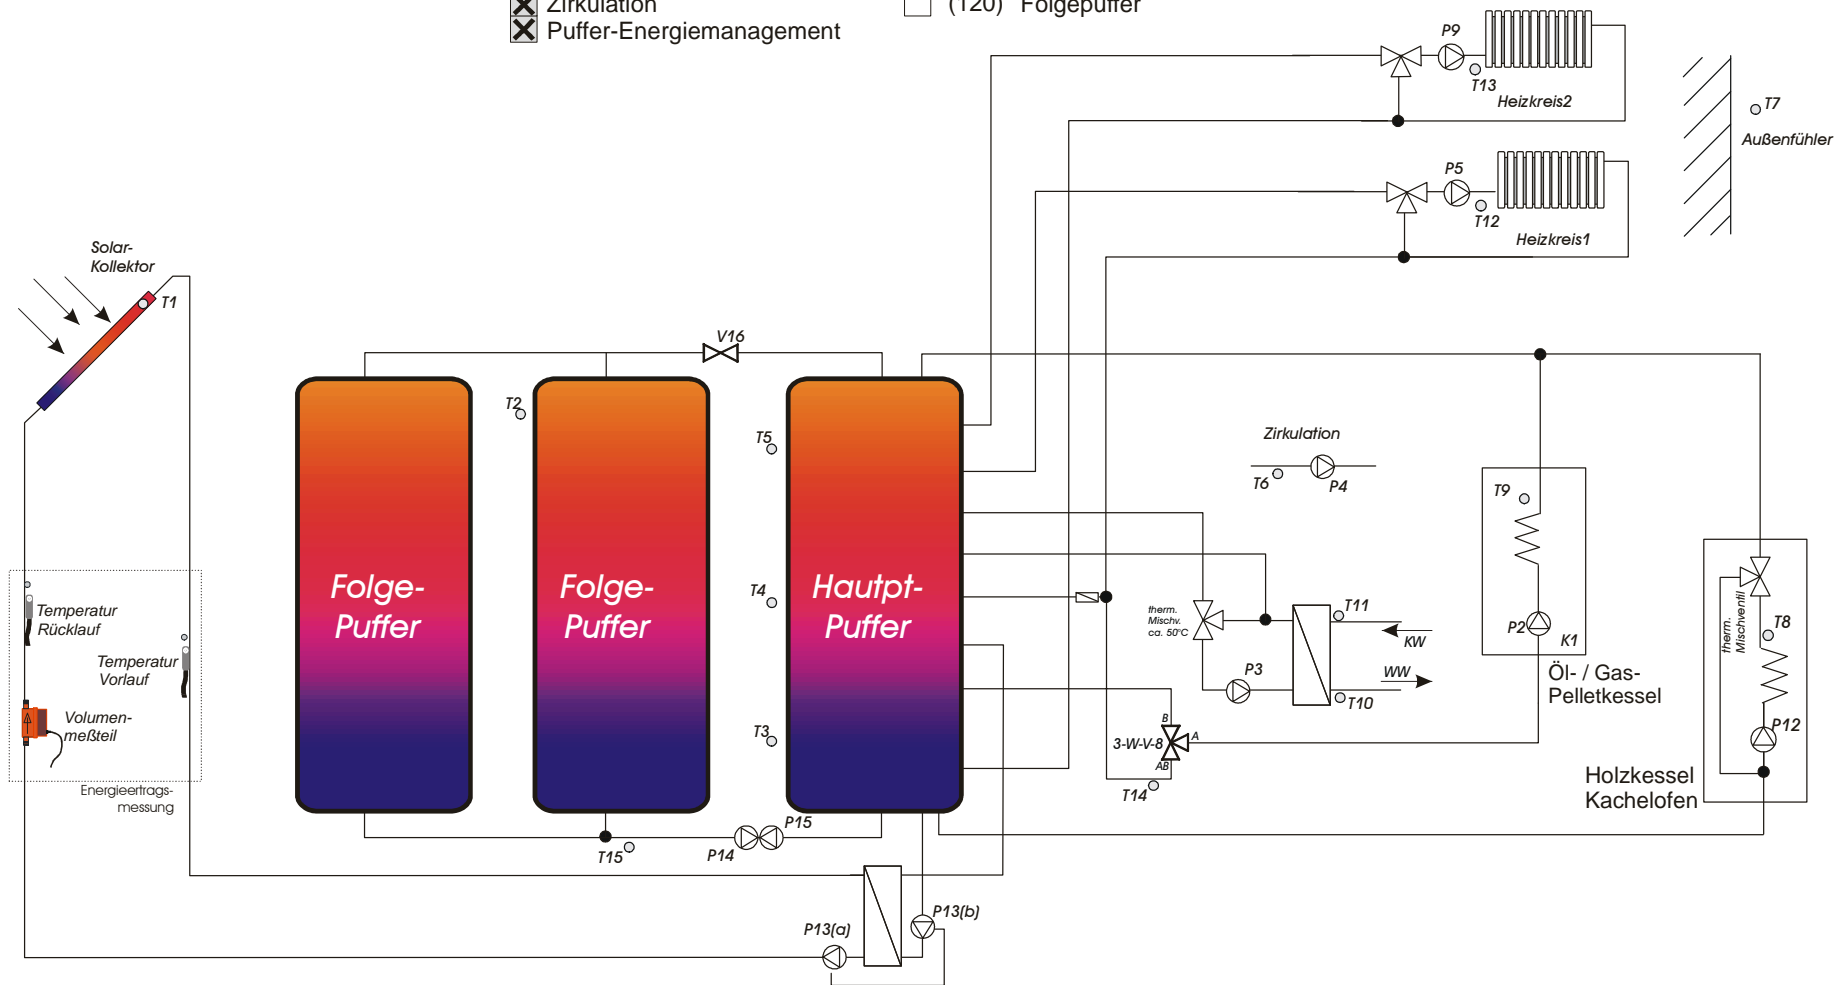 Zirkulation
(120) Folgepuffer
Puffer-Energiemanagement
P9
T13
Heizkreis2
T7
Außenfühler
P5
T12
Heizkreis1
Solar-
Kollektor
T1
V16
T2
T5
Zirkulation
T6
P4
T9
Folge-
Puffer
Folge-
Puffer
Hautpt-
Puffer
T4
therm.
Mischv.
ca. 50°C
T11
KW
P2
K1
therm.
Mischventil
T8
Temperatur
Rücklauf
Temperatur
Vorlauf
P3
WW
T10
Öl- / Gas-
Pelletkessel
Volumen-
meßteil
T3
B
3-W-V-8
A
AB
P12
T14
Holzkessel
Kachelofen
Energieertrags-
messung
P15
T15
P14
P13(b)
P13(a)